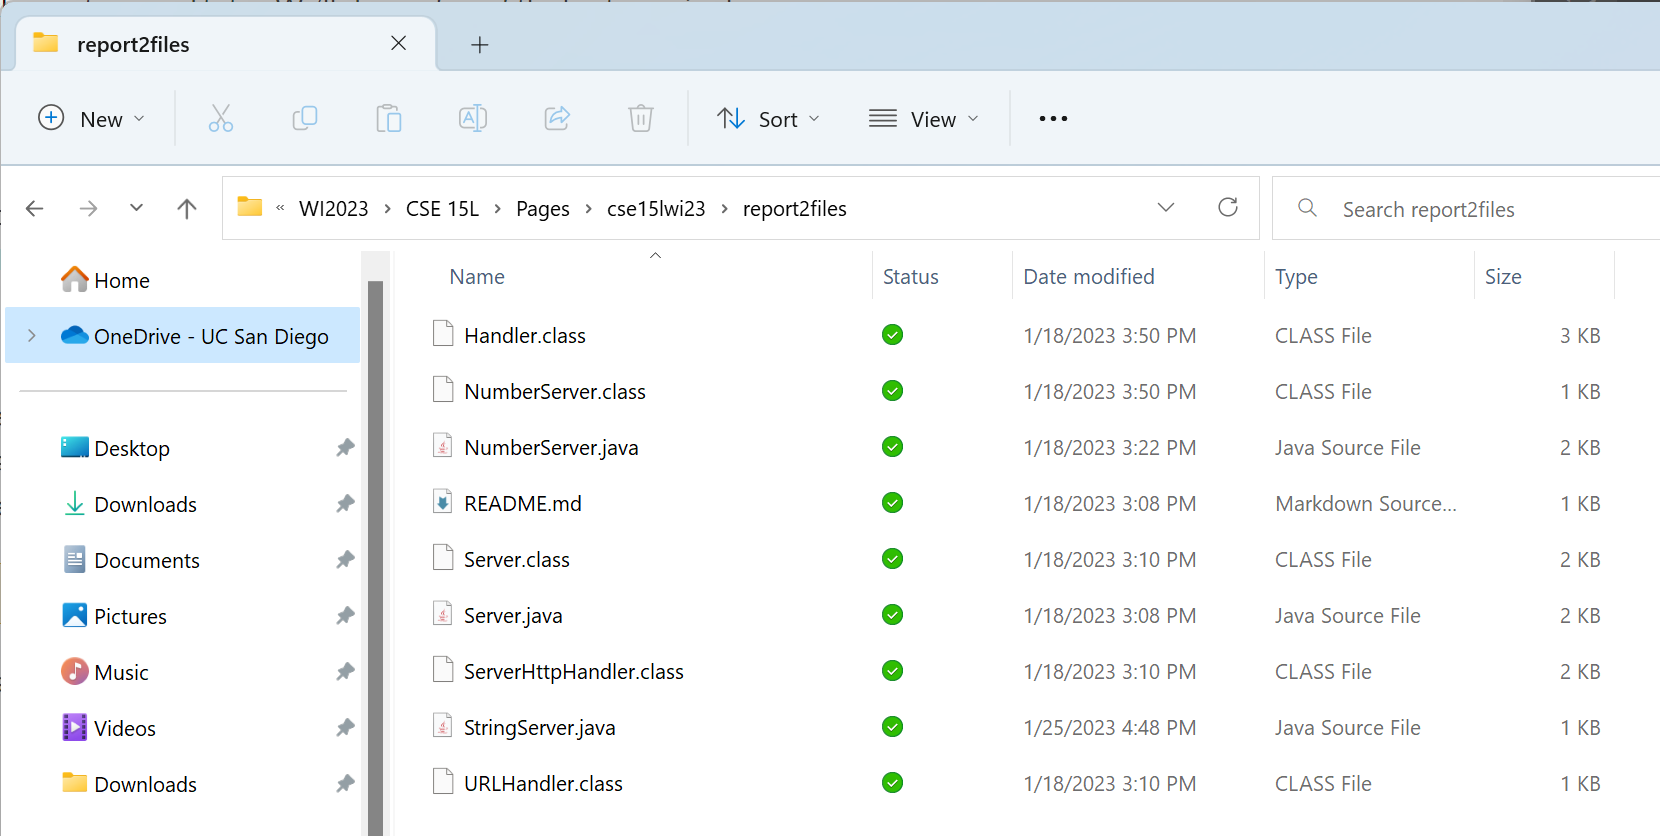 report2files
New
Sort
View
« WI2023 › CSE 15L › Pages › cse15lwi23 › report2files
Search report2files
Home
OneDrive - UC San Diego
Desktop
Downloads
Documents
Pictures
Music
Videos
Downloads
Name Status Date modified Type Size
Handler.class 1/18/2023 3:50 PM CLASS File 3 KB
NumberServer.class 1/18/2023 3:50 PM CLASS File 1 KB
NumberServer.java 1/18/2023 3:22 PM Java Source File 2 KB
README.md 1/18/2023 3:08 PM Markdown Source... 1 KB
Server.class 1/18/2023 3:10 PM CLASS File 2 KB
Server.java 1/18/2023 3:08 PM Java Source File 2 KB
ServerHttpHandler.class 1/18/2023 3:10 PM CLASS File 2 KB
StringServer.java 1/25/2023 4:48 PM Java Source File 1 KB
URLHandler.class 1/18/2023 3:10 PM CLASS File 1 KB